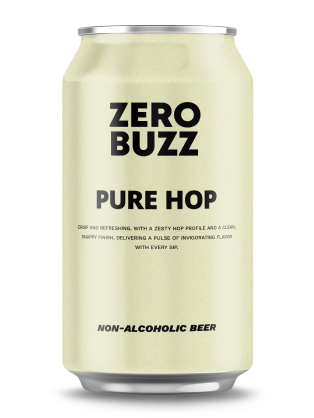 ZERO
BUZZ
PURE HOP
CRISP AND REFRESHING, WITH A ZESTY HOP PROFILE AND A CLEAN,
SNAPPY FINISH, DELIVERING A PULSE OF INVIGORATING FLAVOR
WITH EVERY SIP.
NON-ALCOHOLIC BEER